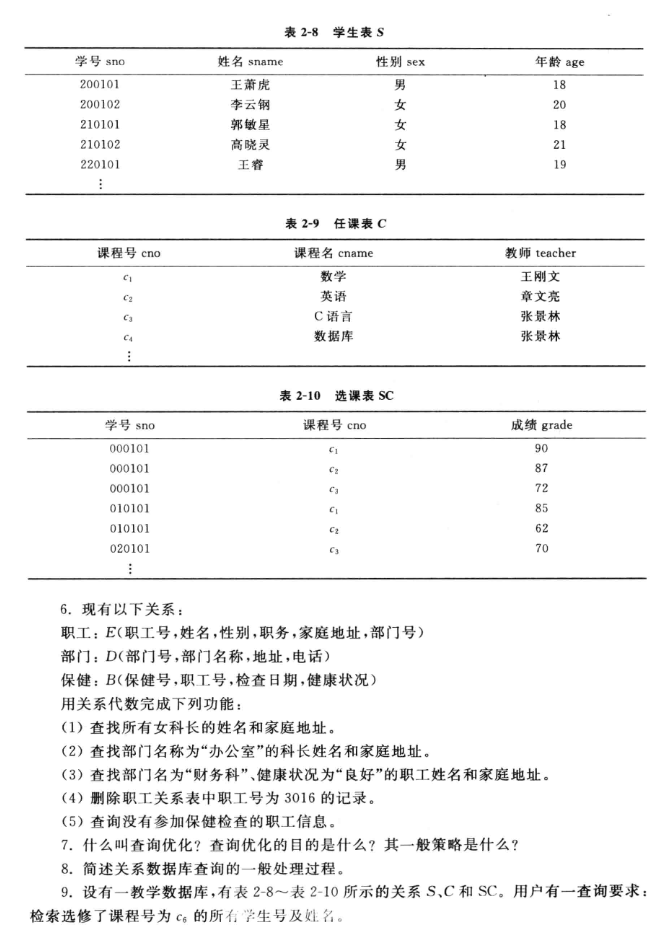 表 2-8 学生表 S
学号 sno 姓名 sname 性别 sex 年龄 age
200101 王萧虎 男 18
200102 李云钢 女 20
210101 郭敏星 女 18
210102 高晓灵 女 21
220101 王睿 男 19
⋮
表 2-9 任课表 C
课程号 cno 课程名 cname 教师 teacher
c₁ 数学 王刚文
c₂ 英语 章文亮
c₃ C 语言 张景林
c₄ 数据库 张景林
⋮
表 2-10 选课表 SC
学号 sno 课程号 cno 成绩 grade
000101 c₁ 90
000101 c₂ 87
000101 c₃ 72
010101 c₁ 85
010101 c₂ 62
020101 c₃ 70
⋮
6. 现有以下关系：
职工：E(职工号,姓名,性别,职务,家庭地址,部门号)
部门：D(部门号,部门名称,地址,电话)
保健：B(保健号,职工号,检查日期,健康状况)
用关系代数完成下列功能：
(1) 查找所有女科长的姓名和家庭地址。
(2) 查找部门名称为“办公室”的科长姓名和家庭地址。
(3) 查找部门名为“财务科”、健康状况为“良好”的职工姓名和家庭地址。
(4) 删除职工关系表中职工号为 3016 的记录。
(5) 查询没有参加保健检查的职工信息。
7. 什么叫查询优化？查询优化的目的是什么？其一般策略是什么？
8. 简述关系数据库查询的一般处理过程。
9. 设有一教学数据库,有表 2-8～表 2-10 所示的关系 S、C 和 SC。用户有一查询要求：
检索选修了课程号为 c₆ 的所有学生号及姓名。